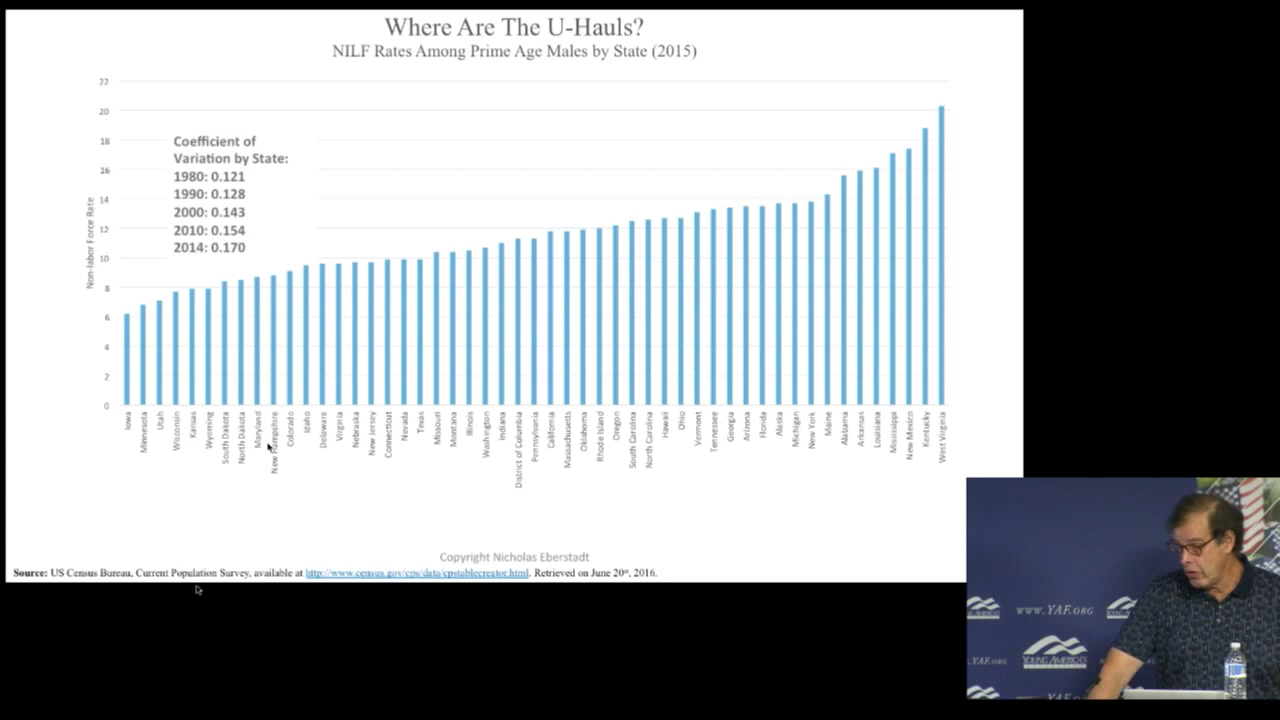 Where Are The U-Hauls?
NILF Rates Among Prime Age Males by State (2015)
Coefficient of
Variation by State:
1980: 0.121
1990: 0.128
2000: 0.143
2010: 0.154
2014: 0.170
Non-labor Force Rate
22
20
18
16
14
12
10
8
6
4
2
0
Iowa
Minnesota
Utah
Wisconsin
Kansas
Wyoming
South Dakota
North Dakota
Maryland
New Hampshire
Colorado
Idaho
Delaware
Virginia
Nebraska
New Jersey
Connecticut
Nevada
Texas
Missouri
Montana
Illinois
Washington
Indiana
District of Columbia
Pennsylvania
California
Massachusetts
Oklahoma
Rhode Island
Oregon
South Carolina
North Carolina
Hawaii
Ohio
Vermont
Tennessee
Georgia
Arizona
Florida
Alaska
Michigan
New York
Maine
Alabama
Arkansas
Louisiana
Mississippi
New Mexico
Kentucky
West Virginia
Copyright Nicholas Eberstadt
Source: US Census Bureau, Current Population Survey, available at http://www.census.gov/cps/data/cpstablecreator.html. Retrieved on June 20st, 2016.
WWW.YAF.ORG
YOUNG AMERICA'S
YAF.ORG